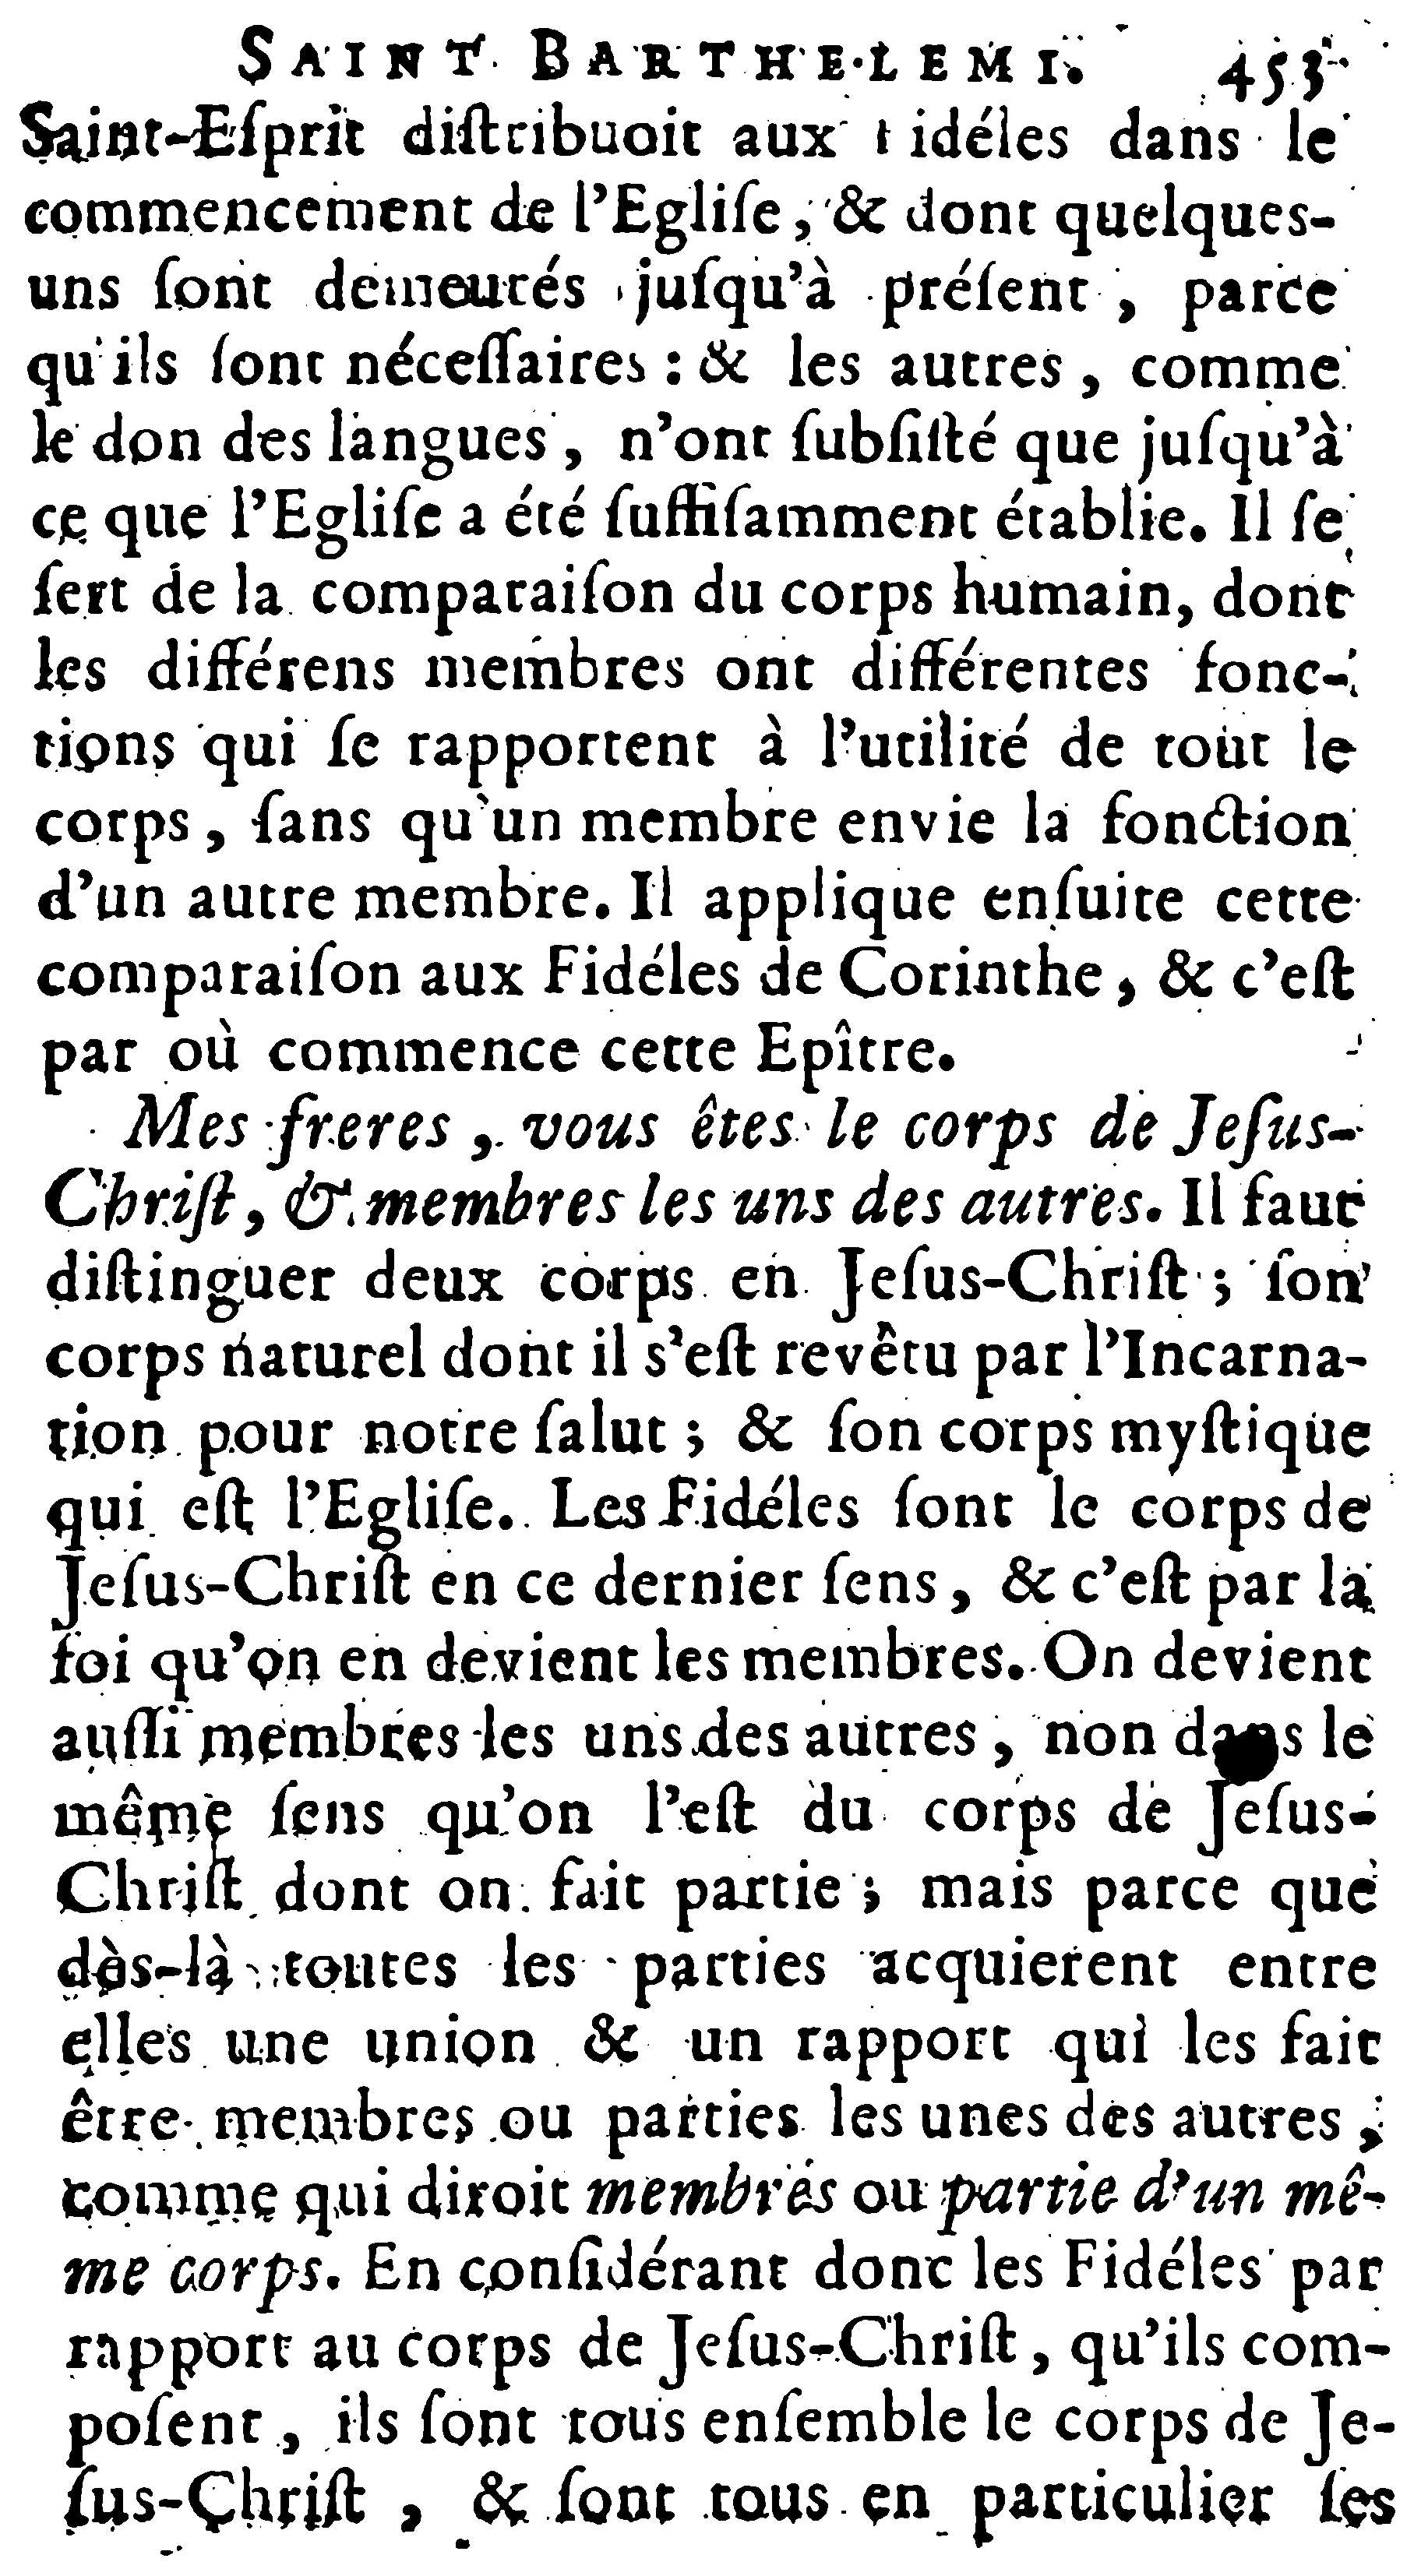 SAINT BARTHELEMI. 453
Saint-Eſprit diſtribuoit aux Fidéles dans le
commencement de l'Egliſe, & dont quelques-
uns ſont demeurés juſqu'à préſent, parce
qu'ils ſont néceſſaires : & les autres, comme
le don des langues, n'ont ſubſiſté que juſqu'à
ce que l'Egliſe a été ſuffiſamment établie. Il ſe
ſert de la comparaiſon du corps humain, dont
les différens membres ont différentes fonc-
tions qui ſe rapportent à l'utilité de tout le
corps, ſans qu'un membre envie la fonction
d'un autre membre. Il applique enſuite cette
comparaiſon aux Fidéles de Corinthe, & c'eſt
par où commence cette Epître.
Mes freres, vous êtes le corps de Jeſus-
Chriſt, & membres les uns des autres. Il faut
diſtinguer deux corps en Jeſus-Chriſt ; ſon
corps naturel dont il s'eſt revêtu par l'Incarna-
tion pour notre ſalut ; & ſon corps myſtique
qui eſt l'Egliſe. Les Fidéles ſont le corps de
Jeſus-Chriſt en ce dernier ſens, & c'eſt par la
foi qu'on en devient les membres. On devient
auſſi membres les uns des autres, non dans le
même ſens qu'on l'eſt du corps de Jeſus-
Chriſt dont on fait partie ; mais parce que
dès-là toutes les parties acquierent entre
elles une union & un rapport qui les fait
être membres ou parties les unes des autres,
comme qui diroit membres ou partie d'un mê-
me corps. En conſidérant donc les Fidéles par
rapport au corps de Jeſus-Chriſt, qu'ils com-
poſent, ils ſont tous enſemble le corps de Je-
ſus-Chriſt, & ſont tous en particulier ſes